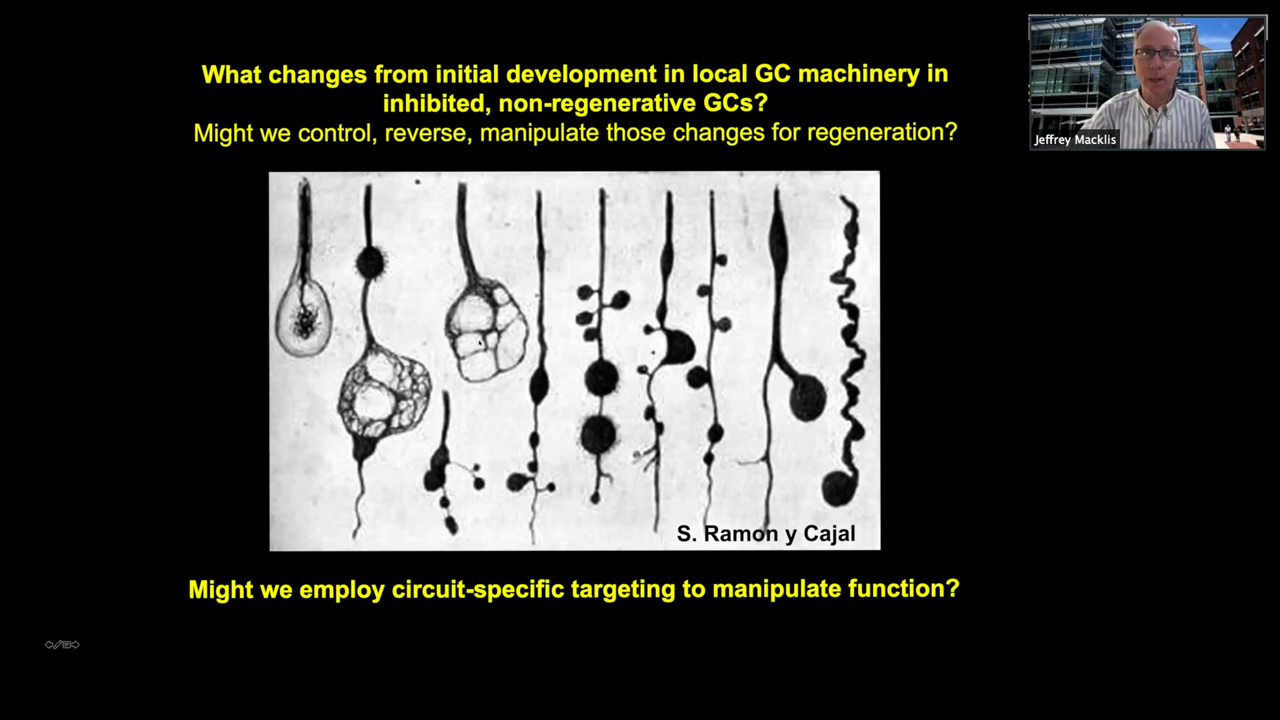 What changes from initial development in local GC machinery in
inhibited, non-regenerative GCs?
Might we control, reverse, manipulate those changes for regeneration?
S. Ramon y Cajal
Might we employ circuit-specific targeting to manipulate function?
Jeffrey Macklis